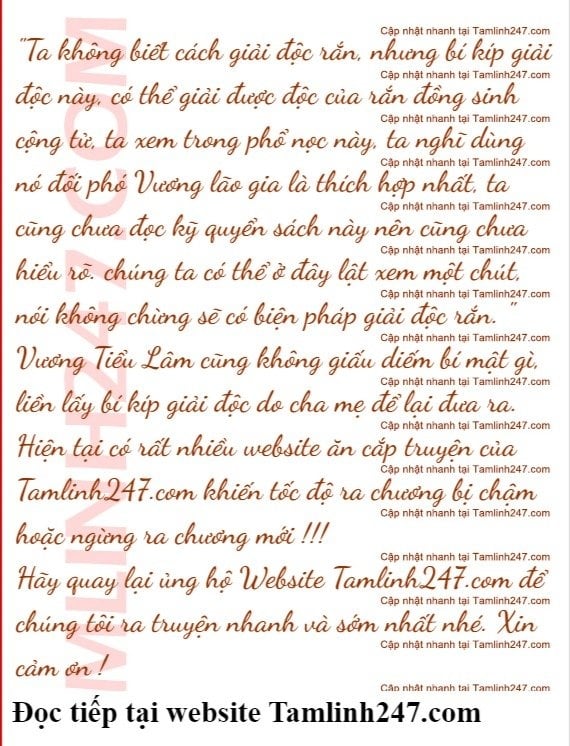 Cập nhật nhanh tại Tamlinh247.com
"Ta không biết cách giải độc rắn, nhưng bí kíp giải
Cập nhật nhanh tại Tamlinh247.com
độc này, có thể giải được độc của rắn đồng sinh
Cập nhật nhanh tại Tamlinh247.com
cộng tử, ta xem trong phổ nọc này, ta nghĩ dùng
Cập nhật nhanh tại Tamlinh247.com
nó đối phó Vương lão gia là thích hợp nhất, ta
Cập nhật nhanh tại Tamlinh247.com
cũng chưa đọc kỹ quyển sách này nên cũng chưa
Cập nhật nhanh tại Tamlinh247.com
hiểu rõ. chúng ta có thể ở đây lật xem một chút,
Cập nhật nhanh tại Tamlinh247.com
nói không chừng sẽ có biện pháp giải độc rắn. "
Cập nhật nhanh tại Tamlinh247.com
Vương Tiểu Lâm cũng không giấu diếm bí mật gì,
Cập nhật nhanh tại Tamlinh247.com
liền lấy bí kíp giải độc do cha mẹ để lại đưa ra.
Cập nhật nhanh tại Tamlinh247.com
Hiện tại có rất nhiều website ăn cắp truyện của
Cập nhật nhanh tại Tamlinh247.com
Tamlinh247.com khiến tốc độ ra chương bị chậm
Cập nhật nhanh tại Tamlinh247.com
hoặc ngừng ra chương mới !!!
Cập nhật nhanh tại Tamlinh247.com
Hãy quay lại ủng hộ Website Tamlinh247.com để
Cập nhật nhanh tại Tamlinh247.com
chúng tôi ra truyện nhanh và sớm nhất nhé. Xin
Cập nhật nhanh tại Tamlinh247.com
cảm ơn !
Cập nhật nhanh tại Tamlinh247.com
MLINH247.COM
Đọc tiếp tại website Tamlinh247.com